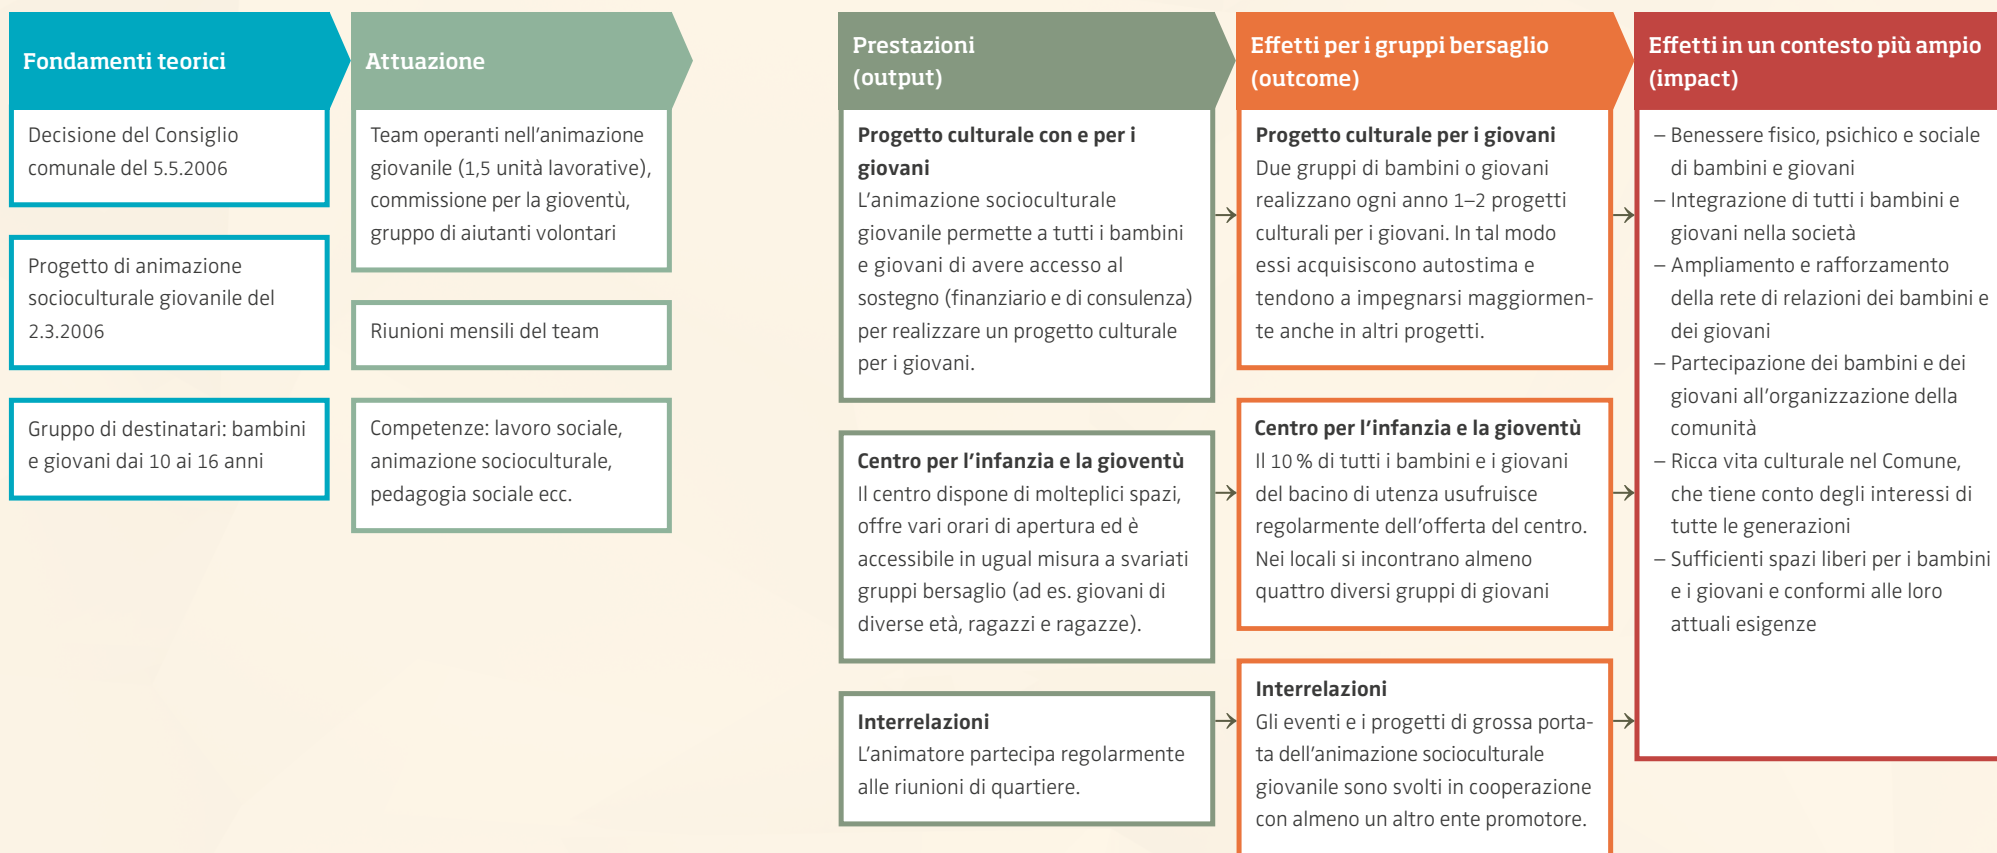 Fondamenti teorici
Decisione del Consiglio
comunale del 5.5.2006
Progetto di animazione
socioculturale giovanile del
2.3.2006
Gruppo di destinatari: bambini
e giovani dai 10 ai 16 anni
Attuazione
Team operanti nell'animazione
giovanile (1,5 unità lavorative),
commissione per la gioventù,
gruppo di aiutanti volontari
Riunioni mensili del team
Competenze: lavoro sociale,
animazione socioculturale,
pedagogia sociale ecc.
Prestazioni
(output)
Progetto culturale con e per i
giovani
L'animazione socioculturale
giovanile permette a tutti i bambini
e giovani di avere accesso al
sostegno (finanziario e di consulenza)
per realizzare un progetto culturale
per i giovani.
Centro per l'infanzia e la gioventù
Il centro dispone di molteplici spazi,
offre vari orari di apertura ed è
accessibile in ugual misura a svariati
gruppi bersaglio (ad es. giovani di
diverse età, ragazzi e ragazze).
Interrelazioni
L'animatore partecipa regolarmente
alle riunioni di quartiere.
Effetti per i gruppi bersaglio
(outcome)
Progetto culturale per i giovani
Due gruppi di bambini o giovani
realizzano ogni anno 1–2 progetti
culturali per i giovani. In tal modo
essi acquisiscono autostima e
tendono a impegnarsi maggiormen-
te anche in altri progetti.
Centro per l'infanzia e la gioventù
Il 10 % di tutti i bambini e i giovani
del bacino di utenza usufruisce
regolarmente dell'offerta del centro.
Nei locali si incontrano almeno
quattro diversi gruppi di giovani
Interrelazioni
Gli eventi e i progetti di grossa porta-
ta dell'animazione socioculturale
giovanile sono svolti in cooperazione
con almeno un altro ente promotore.
Effetti in un contesto più ampio
(impact)
– Benessere fisico, psichico e sociale
di bambini e giovani
– Integrazione di tutti i bambini e
giovani nella società
– Ampliamento e rafforzamento
della rete di relazioni dei bambini e
dei giovani
– Partecipazione dei bambini e dei
giovani all'organizzazione della
comunità
– Ricca vita culturale nel Comune,
che tiene conto degli interessi di
tutte le generazioni
– Sufficienti spazi liberi per i bambini
e i giovani e conformi alle loro
attuali esigenze